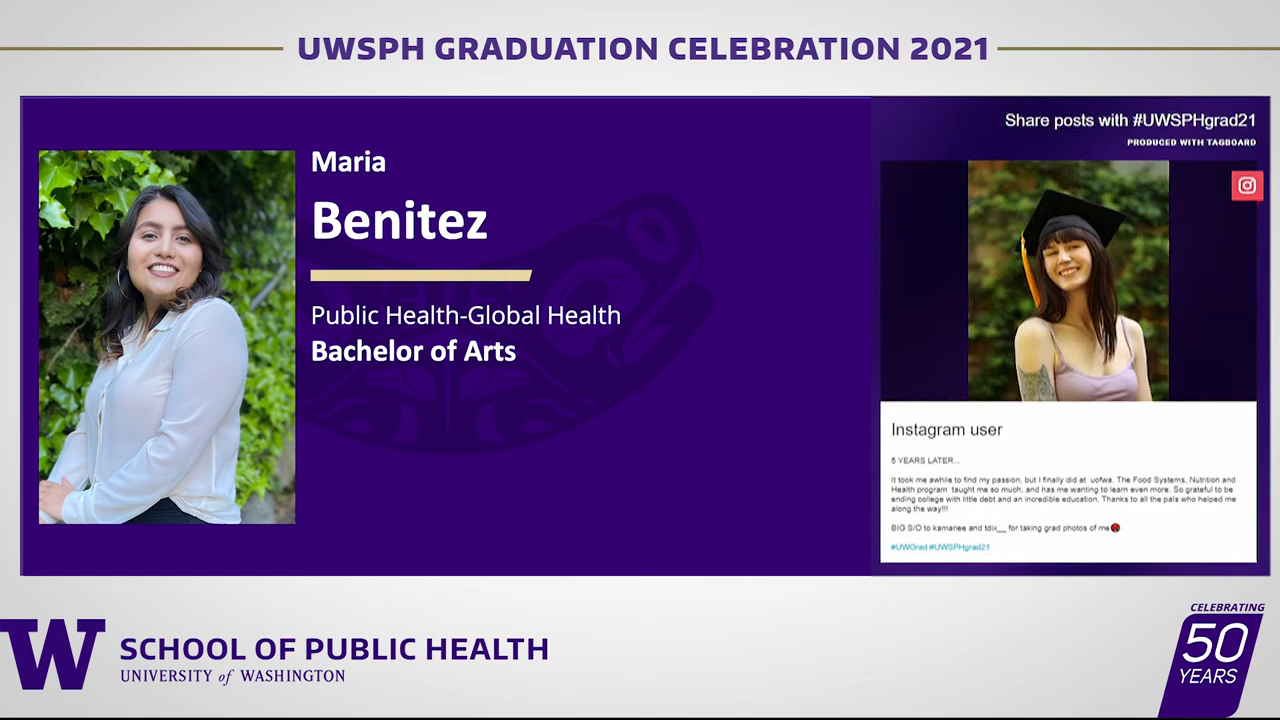 UWSPH GRADUATION CELEBRATION 2021
Share posts with #UWSPHgrad21
PRODUCED WITH TAGBOARD
Maria
Benitez
Public Health-Global Health
Bachelor of Arts
Instagram user
5 YEARS LATER...
It took me awhile to find my passion, but I finally did at uofwa. The Food Systems, Nutrition and
Health program taught me so much, and has me wanting to learn even more. So grateful to be
ending college with little debt and an incredible education. Thanks to all the pals who helped me
along the way!!!
BIG S/O to kamariee and tdix__ for taking grad photos of me
#UWGrad #UWSPHgrad21
W
SCHOOL OF PUBLIC HEALTH
UNIVERSITY of WASHINGTON
CELEBRATING
50
YEARS